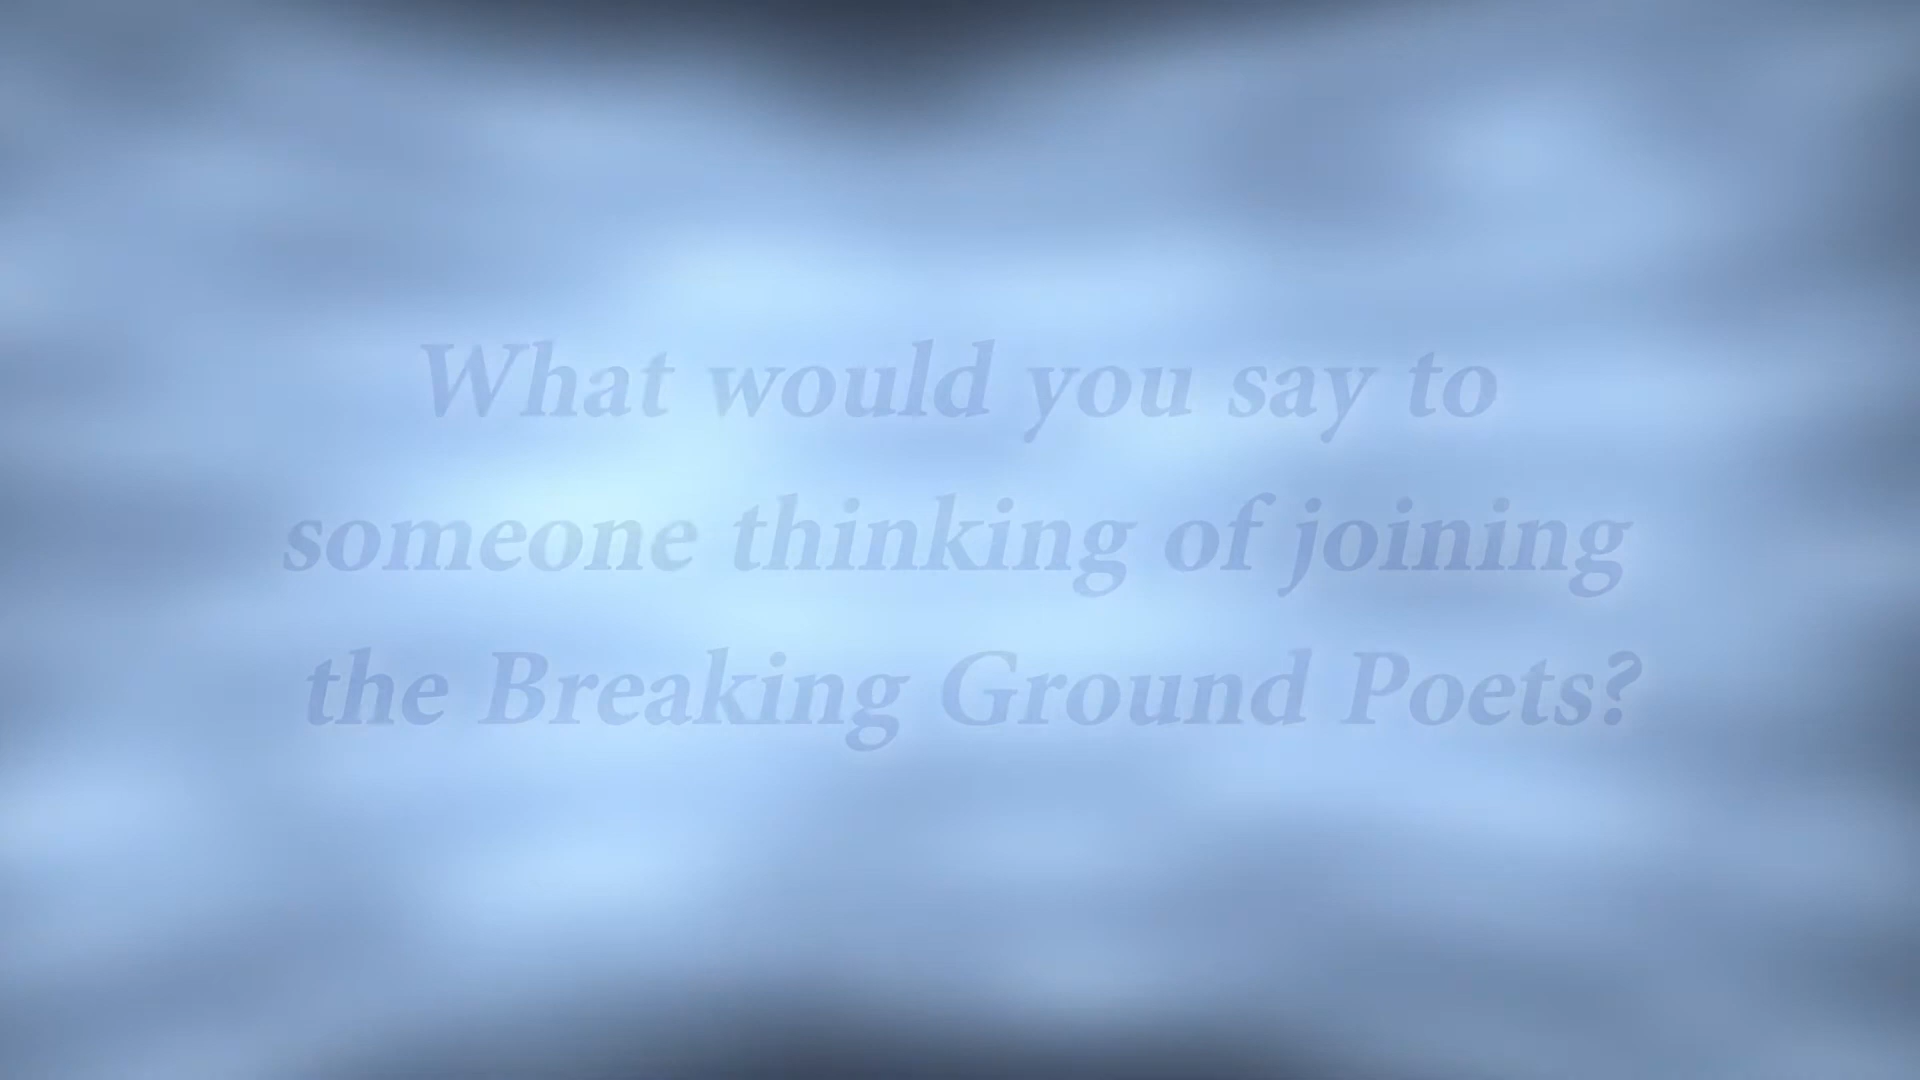 What would you say to
someone thinking of joining
the Breaking Ground Poets?